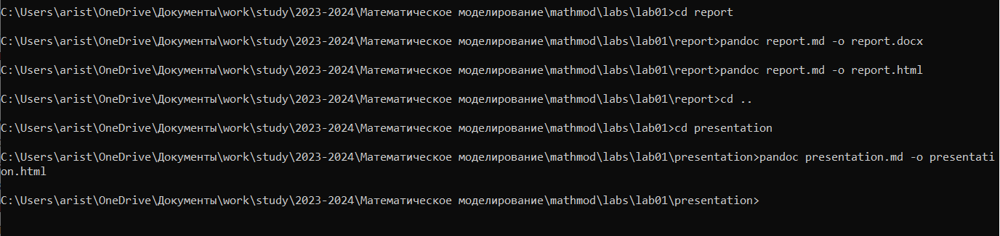 C:\Users\arist\OneDrive\Документы\work\study\2023-2024\Математическое моделирование\mathmod\labs\lab01>cd report
C:\Users\arist\OneDrive\Документы\work\study\2023-2024\Математическое моделирование\mathmod\labs\lab01\report>pandoc report.md -o report.docx
C:\Users\arist\OneDrive\Документы\work\study\2023-2024\Математическое моделирование\mathmod\labs\lab01\report>pandoc report.md -o report.html
C:\Users\arist\OneDrive\Документы\work\study\2023-2024\Математическое моделирование\mathmod\labs\lab01\report>cd ..
C:\Users\arist\OneDrive\Документы\work\study\2023-2024\Математическое моделирование\mathmod\labs\lab01>cd presentation
C:\Users\arist\OneDrive\Документы\work\study\2023-2024\Математическое моделирование\mathmod\labs\lab01\presentation>pandoc presentation.md -o presentati
on.html
C:\Users\arist\OneDrive\Документы\work\study\2023-2024\Математическое моделирование\mathmod\labs\lab01\presentation>